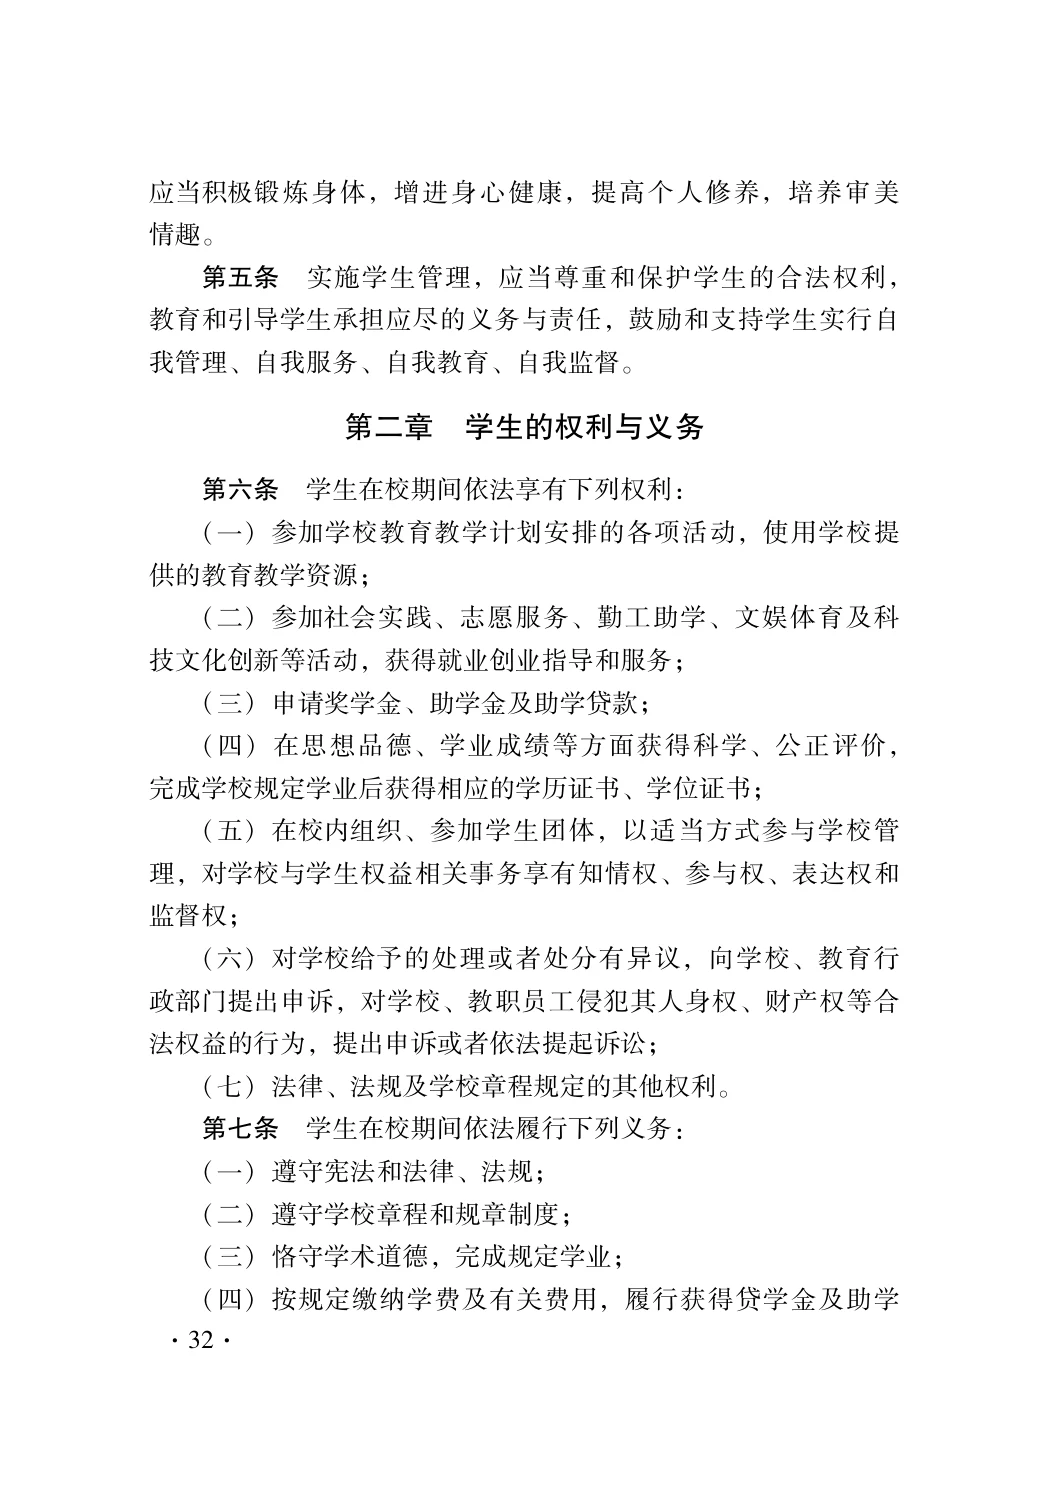 应当积极锻炼身体，增进身心健康，提高个人修养，培养审美
情趣。
第五条　实施学生管理，应当尊重和保护学生的合法权利，
教育和引导学生承担应尽的义务与责任，鼓励和支持学生实行自
我管理、自我服务、自我教育、自我监督。
第二章　学生的权利与义务
第六条　学生在校期间依法享有下列权利：
（一）参加学校教育教学计划安排的各项活动，使用学校提
供的教育教学资源；
（二）参加社会实践、志愿服务、勤工助学、文娱体育及科
技文化创新等活动，获得就业创业指导和服务；
（三）申请奖学金、助学金及助学贷款；
（四）在思想品德、学业成绩等方面获得科学、公正评价，
完成学校规定学业后获得相应的学历证书、学位证书；
（五）在校内组织、参加学生团体，以适当方式参与学校管
理，对学校与学生权益相关事务享有知情权、参与权、表达权和
监督权；
（六）对学校给予的处理或者处分有异议，向学校、教育行
政部门提出申诉，对学校、教职员工侵犯其人身权、财产权等合
法权益的行为，提出申诉或者依法提起诉讼；
（七）法律、法规及学校章程规定的其他权利。
第七条　学生在校期间依法履行下列义务：
（一）遵守宪法和法律、法规；
（二）遵守学校章程和规章制度；
（三）恪守学术道德，完成规定学业；
（四）按规定缴纳学费及有关费用，履行获得贷学金及助学
· 32 ·